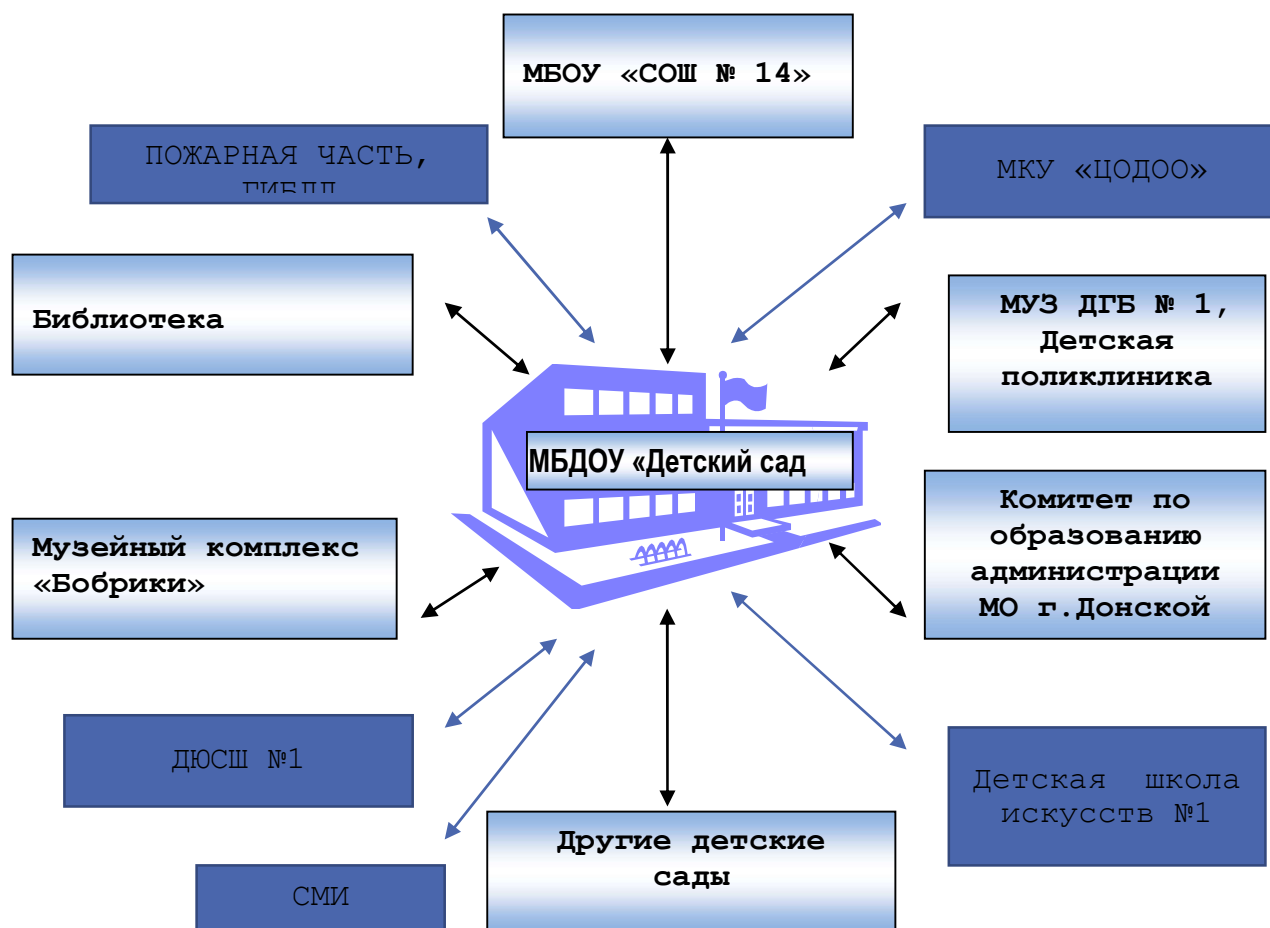 МБОУ «СОШ № 14»
ПОЖАРНАЯ ЧАСТЬ,
ГИБДД
МКУ «ЦОДОО»
Библиотека
МУЗ ДГБ № 1,
Детская
поликлиника
МБДОУ «Детский сад
Музейный комплекс
«Бобрики»
Комитет по
образованию
администрации
МО г.Донской
ДЮСШ №1
Детская школа
искусств №1
Другие детские
сады
СМИ